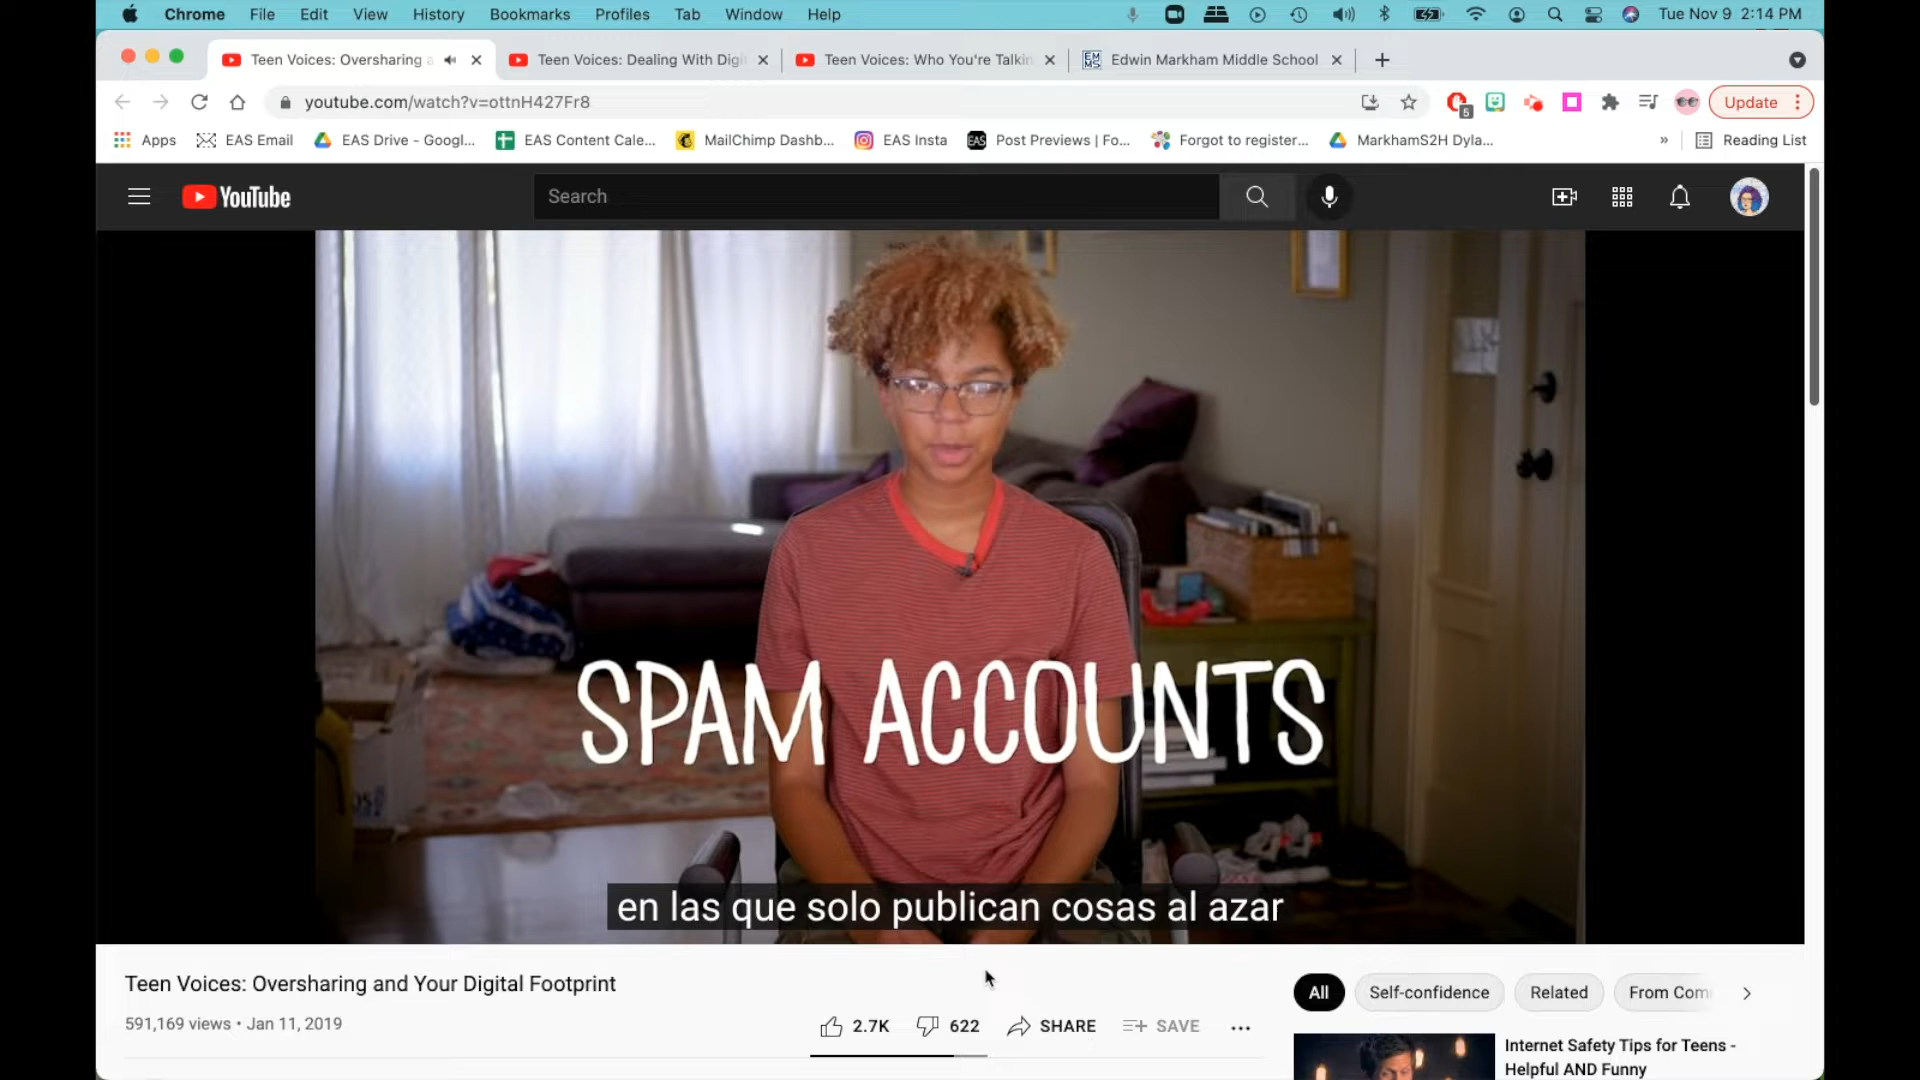 Chrome File Edit View History Bookmarks Profiles Tab Window Help Tue Nov 9 2:14 PM
Teen Voices: Oversharing a Teen Voices: Dealing With Digi Teen Voices: Who You're Talkin Edwin Markham Middle School
youtube.com/watch?v=ottnH427Fr8 5 Update
Apps EAS Email EAS Drive - Googl... EAS Content Cale... MailChimp Dashb... EAS Insta Post Previews | Fo... Forgot to register... MarkhamS2H Dyla... » Reading List
YouTube Search
SPAM ACCOUNTS
en las que solo publican cosas al azar
Teen Voices: Oversharing and Your Digital Footprint
591,169 views • Jan 11, 2019
2.7K 622 SHARE SAVE
All Self-confidence Related From Com
Internet Safety Tips for Teens -
Helpful AND Funny